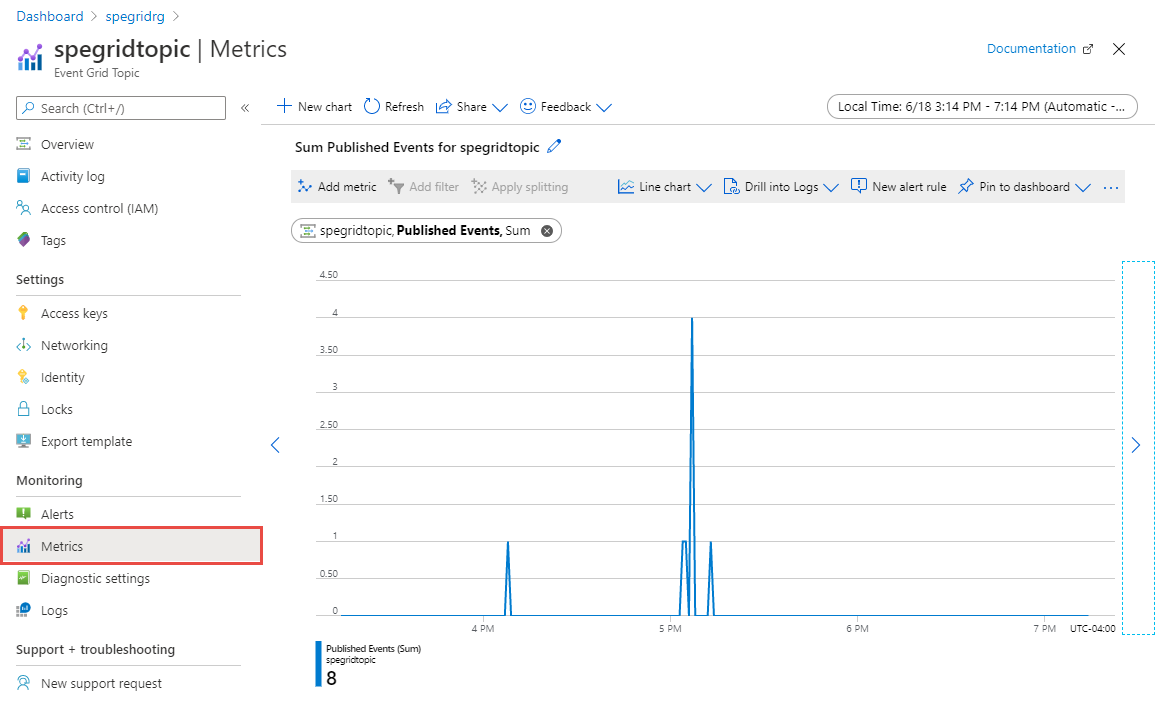 Dashboard > spegridrg >
spegridtopic | Metrics
Event Grid Topic
Documentation
Search (Ctrl+/)
«
New chart Refresh Share Feedback
Local Time: 6/18 3:14 PM - 7:14 PM (Automatic -...
Overview
Activity log
Access control (IAM)
Tags
Settings
Access keys
Networking
Identity
Locks
Export template
Monitoring
Alerts
Metrics
Diagnostic settings
Logs
Support + troubleshooting
New support request
Sum Published Events for spegridtopic
Add metric Add filter Apply splitting Line chart Drill into Logs New alert rule Pin to dashboard ...
spegridtopic, Published Events, Sum
4.50
4
3.50
3
2.50
2
1.50
1
0.50
0
4 PM 5 PM 6 PM 7 PM UTC-04:00
Published Events (Sum)
spegridtopic
8